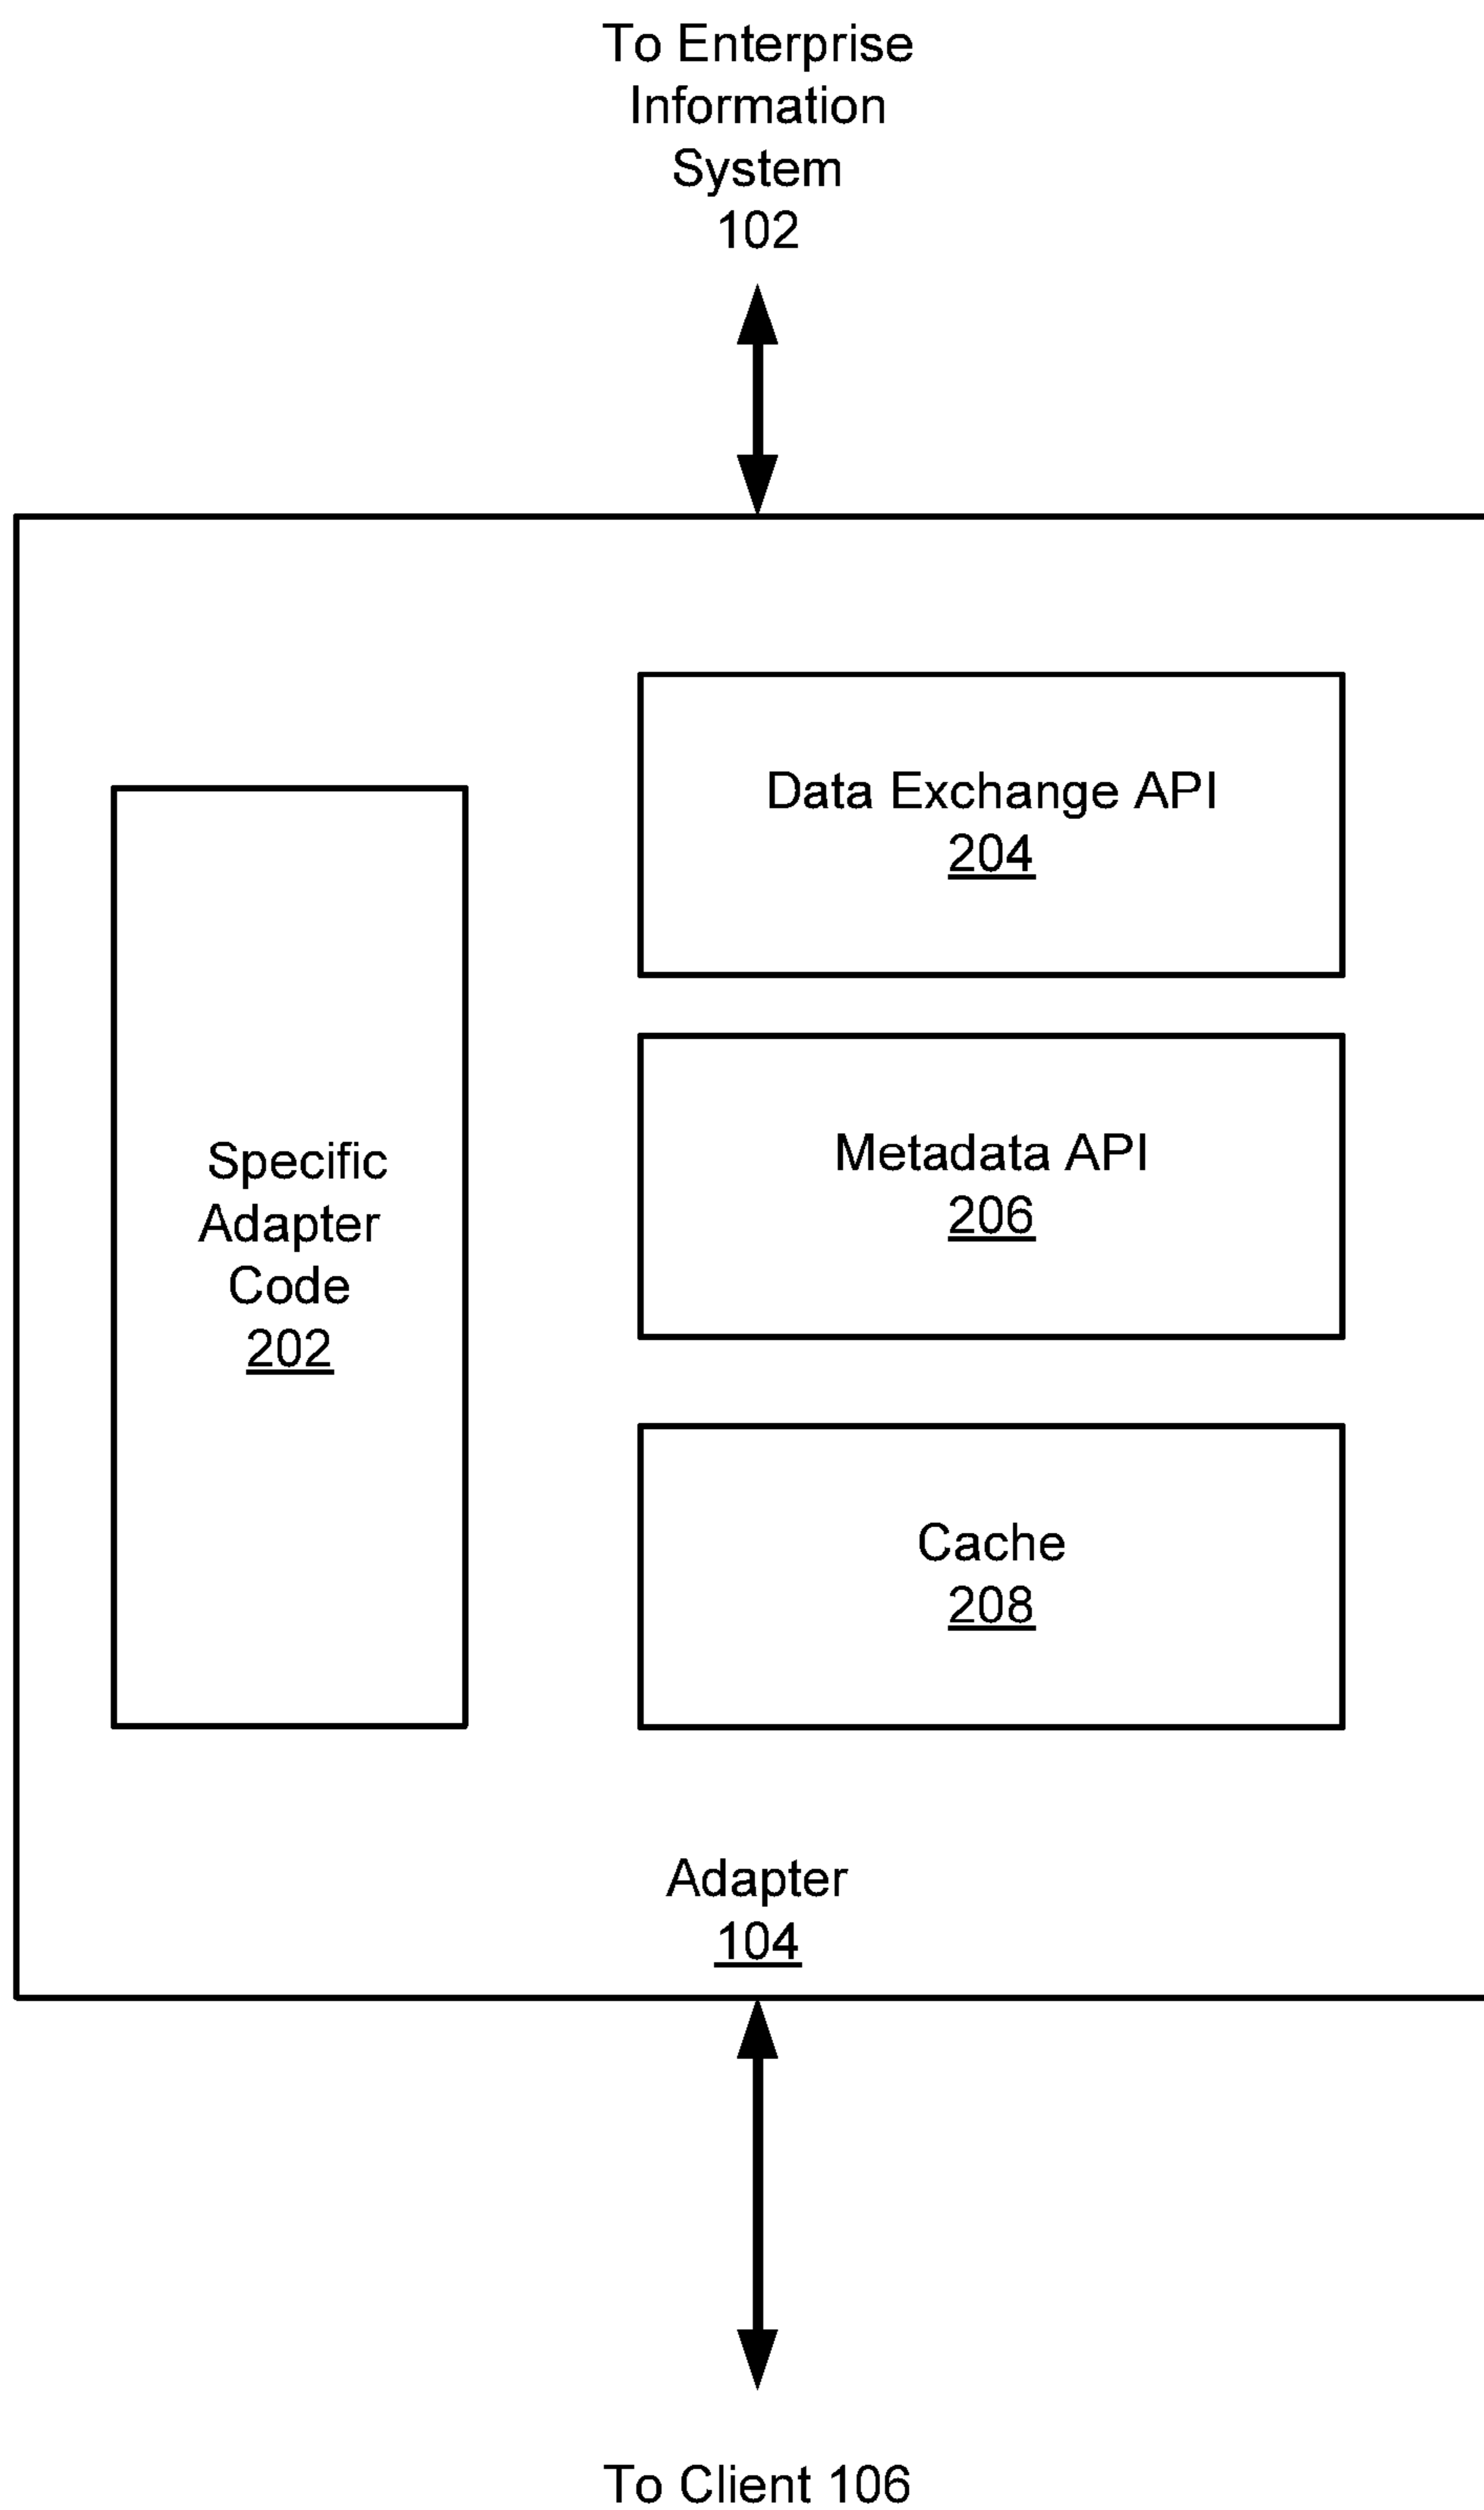 To Enterprise
Information
System
102
Data Exchange API
204
Specific
Adapter
Code
202
Metadata API
206
Cache
208
Adapter
104
To Client 106